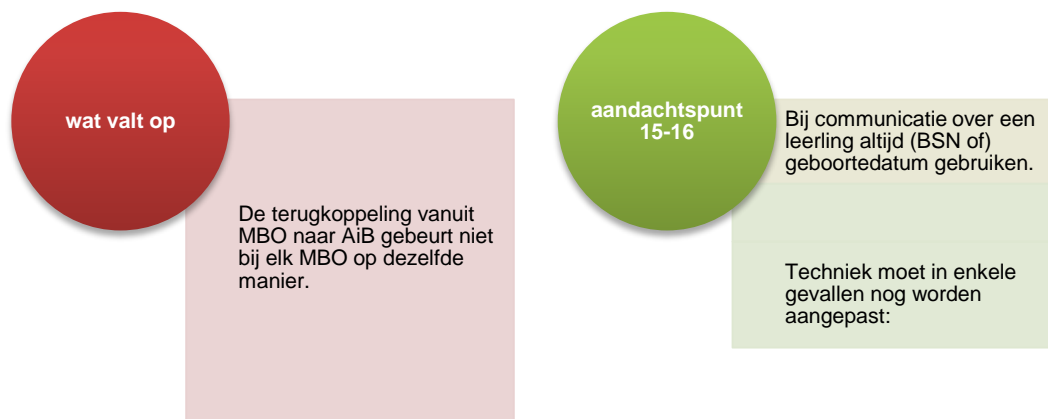 wat valt op
De terugkoppeling vanuit
MBO naar AiB gebeurt niet
bij elk MBO op dezelfde
manier.
aandachtspunt
15-16
Bij communicatie over een
leerling altijd (BSN of)
geboortedatum gebruiken.
Techniek moet in enkele
gevallen nog worden
aangepast: